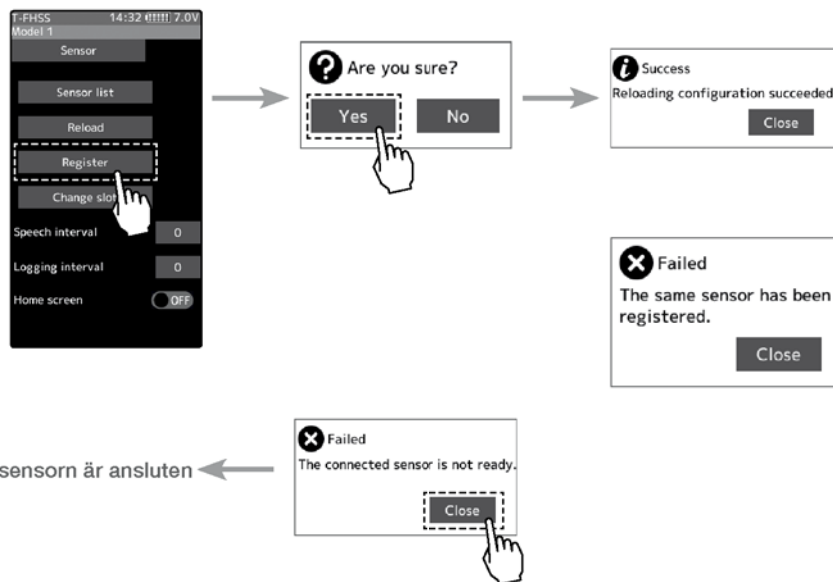 T-FHSS 14:32 7.0V
Model 1
Sensor
Sensor list
Reload
Register
Change slot
Speech interval 0
Logging interval 0
Home screen OFF
Are you sure?
Yes No
Success
Reloading configuration succeeded
Close
Failed
The same sensor has been
registered.
Close
sensorn är ansluten
Failed
The connected sensor is not ready.
Close